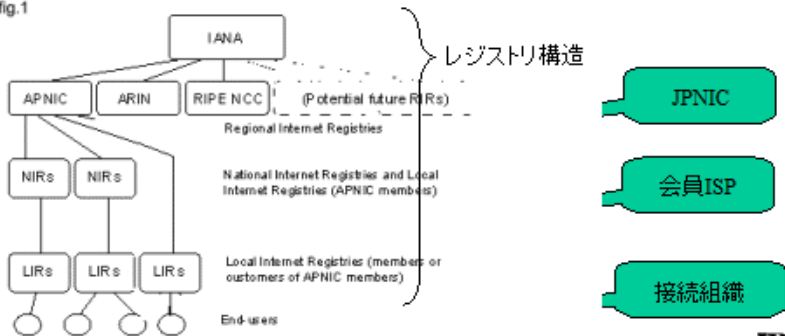 fig.1
IANA
レジストリ構造
APNIC
ARIN
RIPE NCC
(Potential future RIRs)
JPNIC
Regional Internet Registries
NIRs
NIRs
National Internet Registries and Local
Internet Registries (APNIC members)
会員ISP
LIRs
LIRs
LIRs
Local Internet Registries (members or
customers of APNIC members)
接続組織
End-users